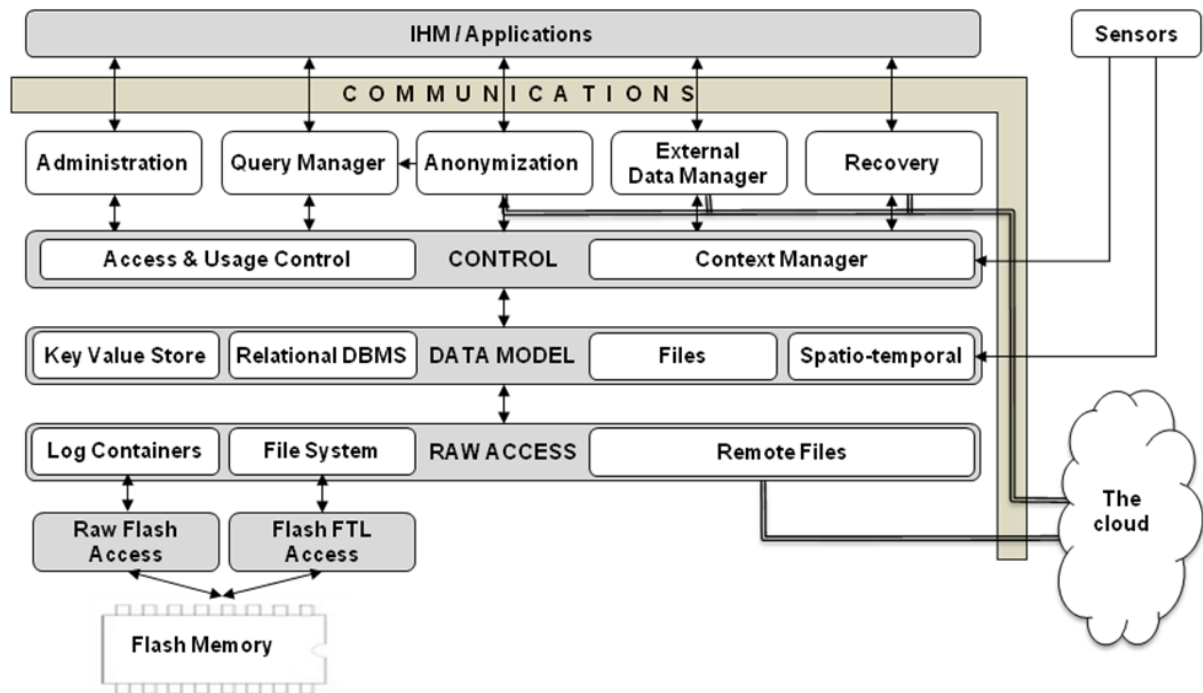 IHM / Applications
Sensors
COMMUNICATIONS
Administration
Query Manager
Anonymization
External
Data Manager
Recovery
Access & Usage Control
CONTROL
Context Manager
Key Value Store
Relational DBMS
DATA MODEL
Files
Spatio-temporal
Log Containers
File System
RAW ACCESS
Remote Files
Raw Flash
Access
Flash FTL
Access
The
cloud
Flash Memory